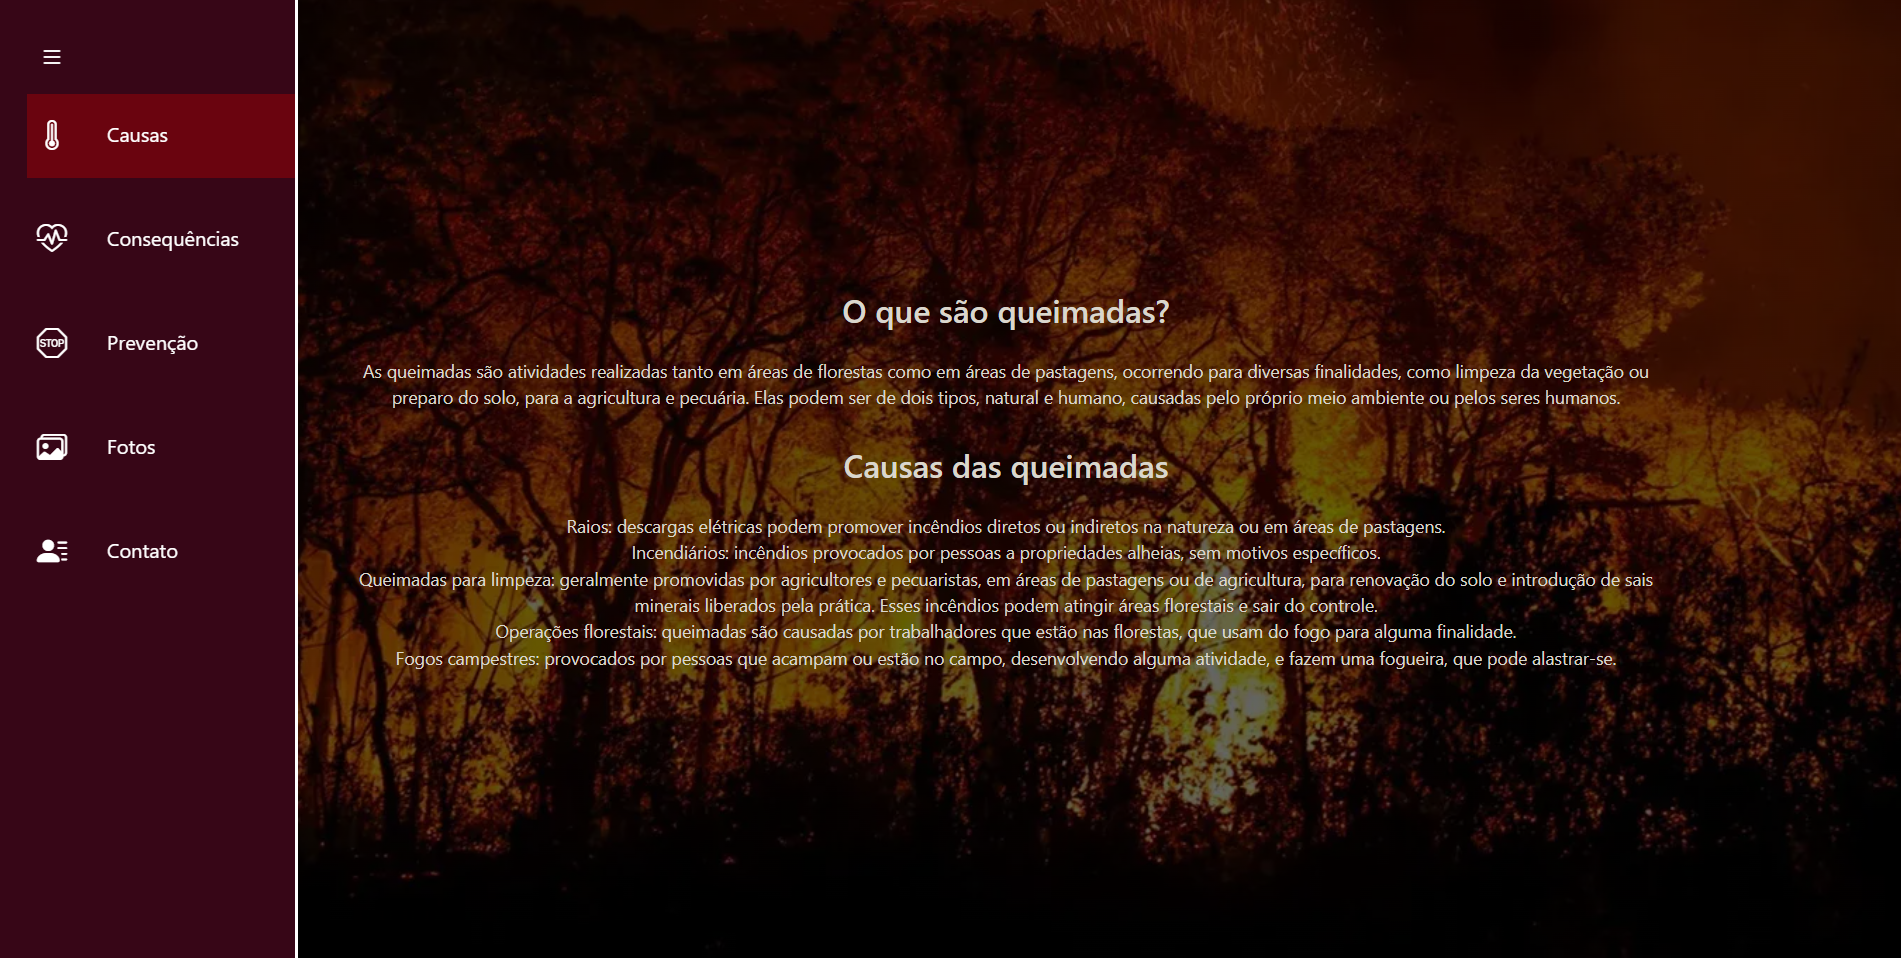 Causas
Consequências
STOP
Prevenção
Fotos
Contato
O que são queimadas?
As queimadas são atividades realizadas tanto em áreas de florestas como em áreas de pastagens, ocorrendo para diversas finalidades, como limpeza da vegetação ou
preparo do solo, para a agricultura e pecuária. Elas podem ser de dois tipos, natural e humano, causadas pelo próprio meio ambiente ou pelos seres humanos.
Causas das queimadas
Raios: descargas elétricas podem promover incêndios diretos ou indiretos na natureza ou em áreas de pastagens.
Incendiários: incêndios provocados por pessoas a propriedades alheias, sem motivos específicos.
Queimadas para limpeza: geralmente promovidas por agricultores e pecuaristas, em áreas de pastagens ou de agricultura, para renovação do solo e introdução de sais
minerais liberados pela prática. Esses incêndios podem atingir áreas florestais e sair do controle.
Operações florestais: queimadas são causadas por trabalhadores que estão nas florestas, que usam do fogo para alguma finalidade.
Fogos campestres: provocados por pessoas que acampam ou estão no campo, desenvolvendo alguma atividade, e fazem uma fogueira, que pode alastrar-se.